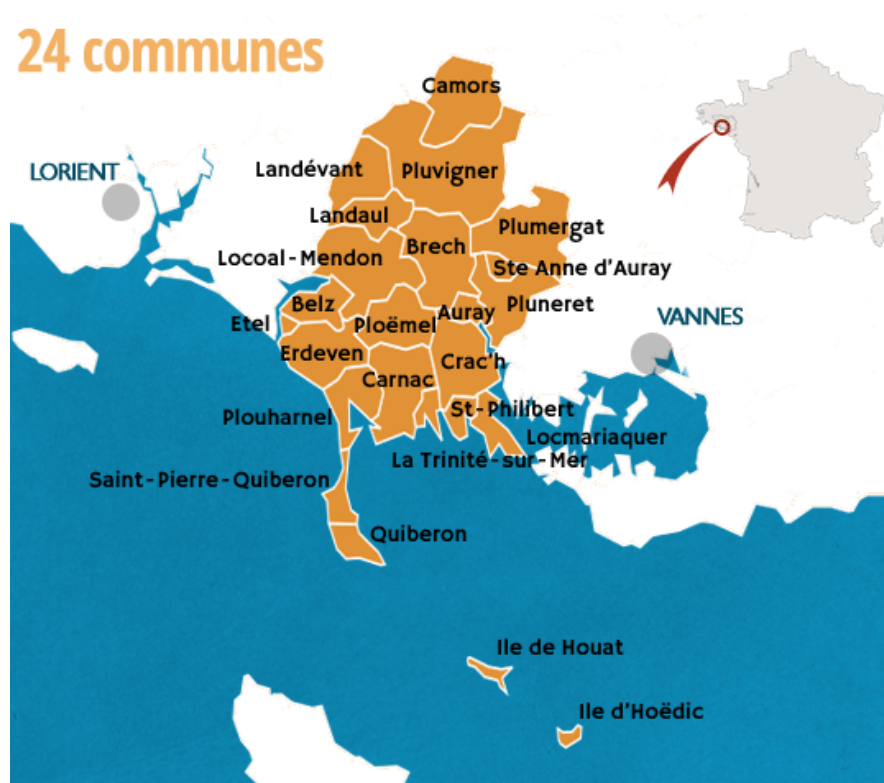 24 communes
Camors
LORIENT
Landévant
Pluvigner
Landaul
Plumergat
Brech
Locoal-Mendon
Ste Anne d'Auray
Belz
Pluneret
Auray
Etel
Ploëmel
VANNES
Erdeven
Crac'h
Carnac
St-Philibert
Plouharnel
Locmariaquer
La Trinité-sur-Mer
Saint-Pierre-Quiberon
Quiberon
Ile de Houat
Ile d'Hoëdic